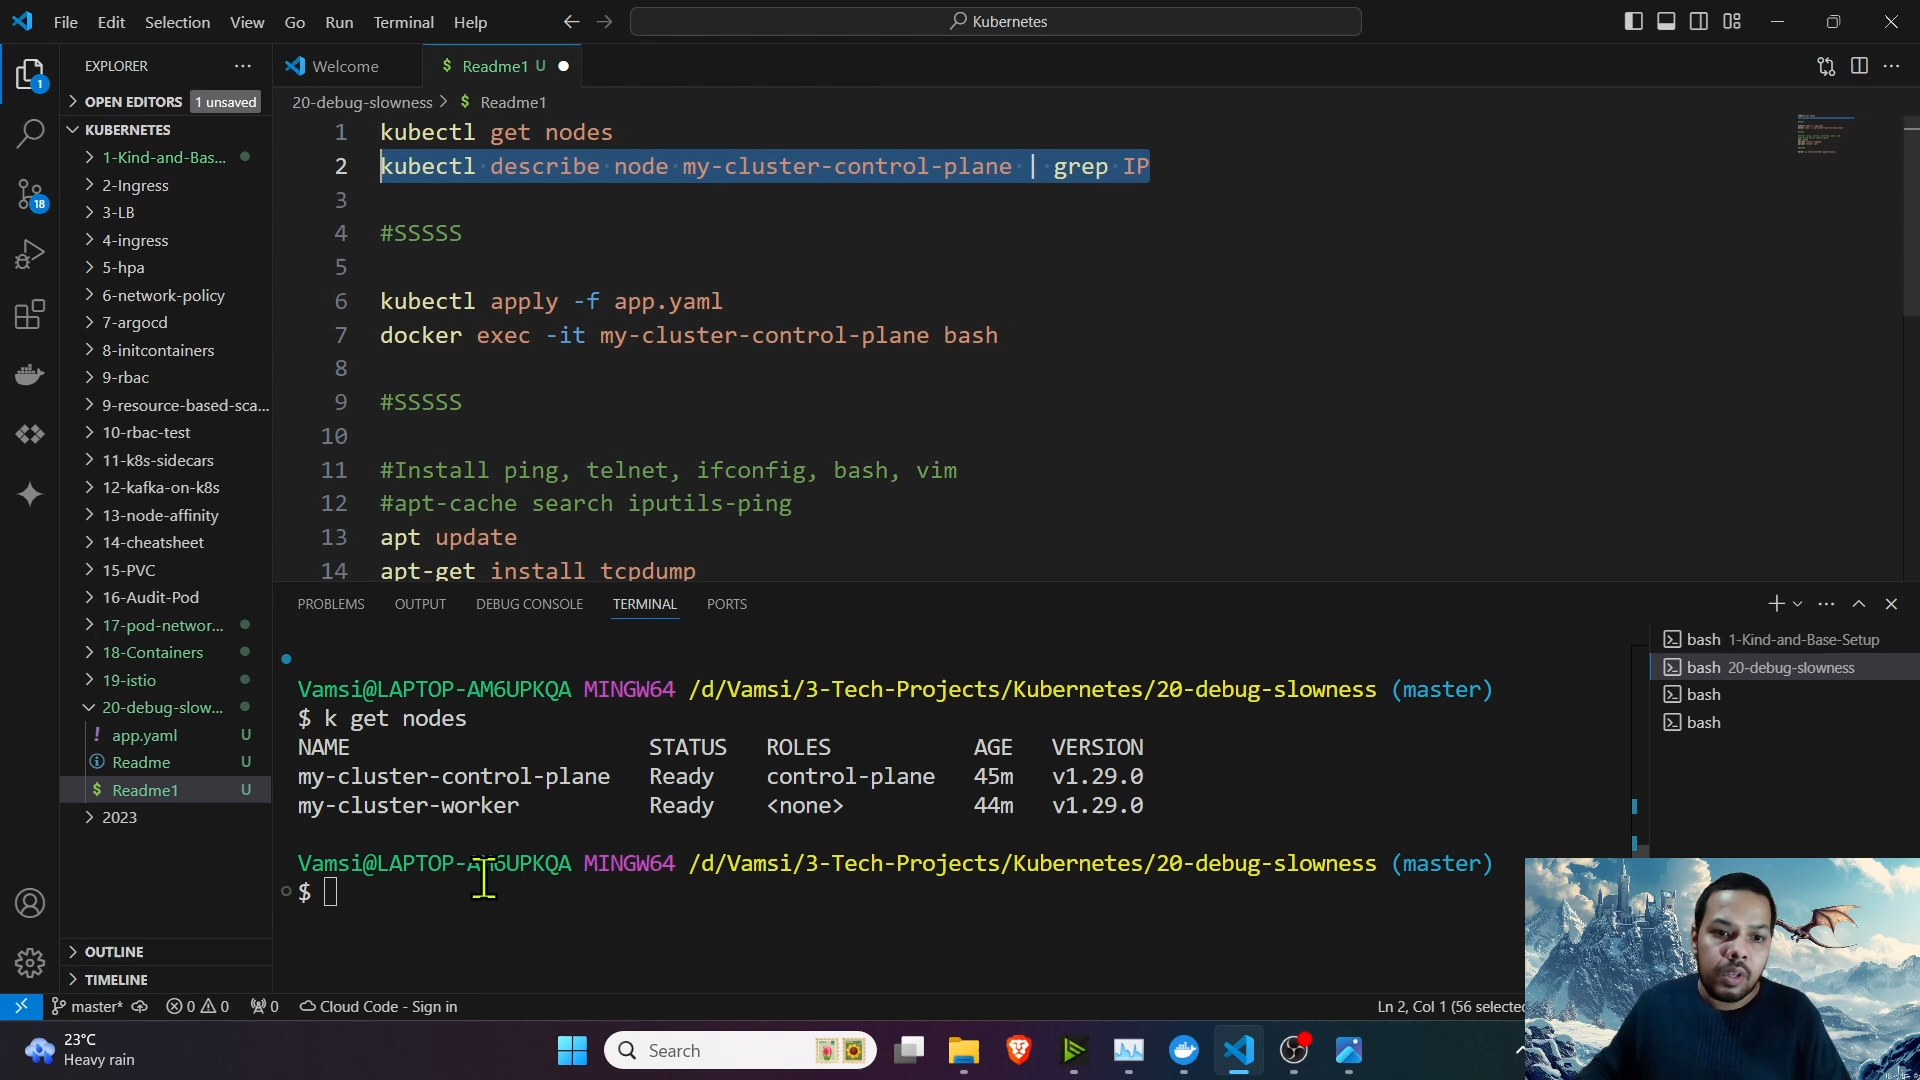 File Edit Selection View Go Run Terminal Help
Kubernetes
EXPLORER
OPEN EDITORS 1 unsaved
KUBERNETES
1-Kind-and-Bas...
2-Ingress
3-LB
4-ingress
5-hpa
6-network-policy
7-argocd
8-initcontainers
9-rbac
9-resource-based-sca...
10-rbac-test
11-k8s-sidecars
12-kafka-on-k8s
13-node-affinity
14-cheatsheet
15-PVC
16-Audit-Pod
17-pod-networ...
18-Containers
19-istio
20-debug-slow...
! app.yaml U
Readme U
$ Readme1 U
2023
OUTLINE
TIMELINE
1
18
Welcome
$ Readme1 U
20-debug-slowness > $ Readme1
1 kubectl get nodes
2 kubectl describe node my-cluster-control-plane | grep IP
3
4 #SSSSS
5
6 kubectl apply -f app.yaml
7 docker exec -it my-cluster-control-plane bash
8
9 #SSSSS
10
11 #Install ping, telnet, ifconfig, bash, vim
12 #apt-cache search iputils-ping
13 apt update
14 apt-get install tcpdump
PROBLEMS OUTPUT DEBUG CONSOLE TERMINAL PORTS
Vamsi@LAPTOP-AM6UPKQA MINGW64 /d/Vamsi/3-Tech-Projects/Kubernetes/20-debug-slowness (master)
$ k get nodes
NAME STATUS ROLES AGE VERSION
my-cluster-control-plane Ready control-plane 45m v1.29.0
my-cluster-worker Ready <none> 44m v1.29.0
Vamsi@LAPTOP-AM6UPKQA MINGW64 /d/Vamsi/3-Tech-Projects/Kubernetes/20-debug-slowness (master)
$
bash 1-Kind-and-Base-Setup
bash 20-debug-slowness
bash
bash
master* 0 0 0 Cloud Code - Sign in
Ln 2, Col 1 (56 selected
23°C
Heavy rain
Search